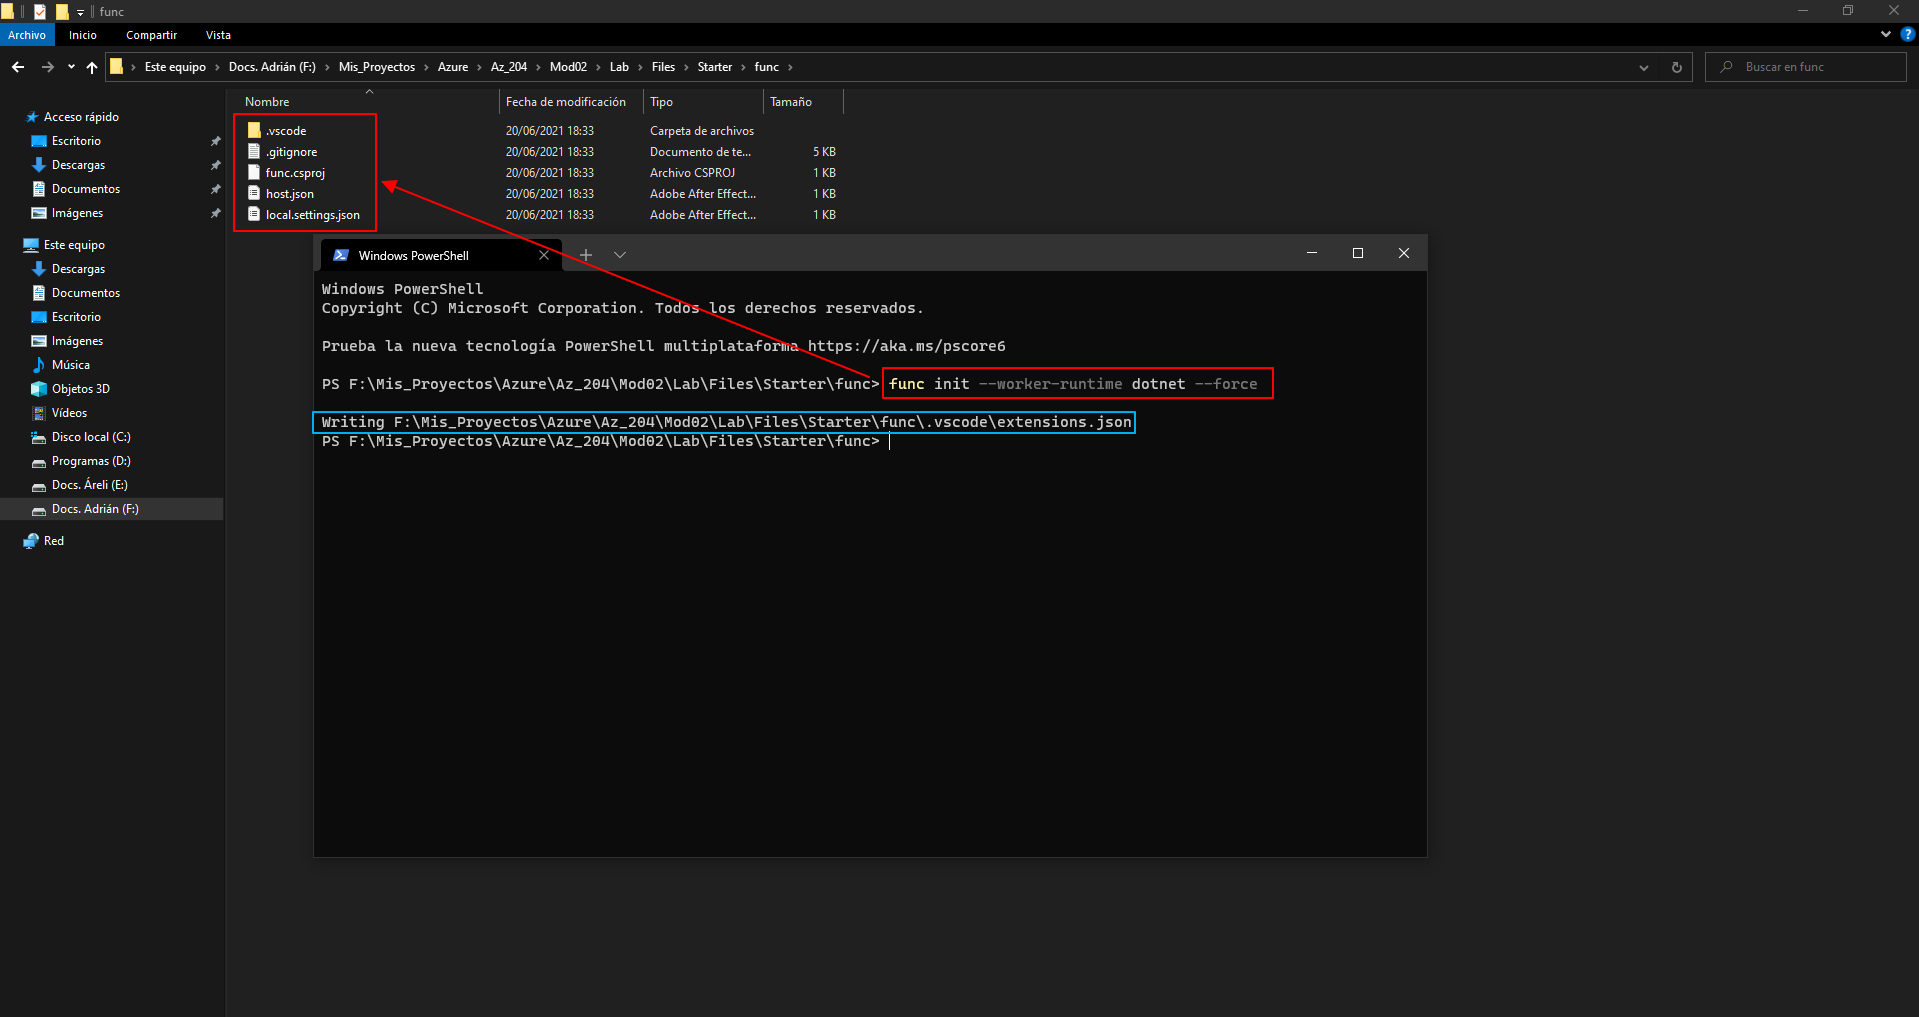 func
Archivo Inicio Compartir Vista
Este equipo Docs. Adrián (F:) Mis_Proyectos Azure Az_204 Mod02 Lab Files Starter func
Buscar en func
Acceso rápido
Escritorio
Descargas
Documentos
Imágenes
Este equipo
Descargas
Documentos
Escritorio
Imágenes
Música
Objetos 3D
Vídeos
Disco local (C:)
Programas (D:)
Docs. Áreli (E:)
Docs. Adrián (F:)
Red
Nombre Fecha de modificación Tipo Tamaño
.vscode 20/06/2021 18:33 Carpeta de archivos
.gitignore 20/06/2021 18:33 Documento de te... 5 KB
func.csproj 20/06/2021 18:33 Archivo CSPROJ 1 KB
host.json 20/06/2021 18:33 Adobe After Effect... 1 KB
local.settings.json 20/06/2021 18:33 Adobe After Effect... 1 KB
Windows PowerShell
Windows PowerShell
Copyright (C) Microsoft Corporation. Todos los derechos reservados.
Prueba la nueva tecnología PowerShell multiplataforma https://aka.ms/pscore6
PS F:\Mis_Proyectos\Azure\Az_204\Mod02\Lab\Files\Starter\func> func init --worker-runtime dotnet --force
Writing F:\Mis_Proyectos\Azure\Az_204\Mod02\Lab\Files\Starter\func\.vscode\extensions.json
PS F:\Mis_Proyectos\Azure\Az_204\Mod02\Lab\Files\Starter\func>